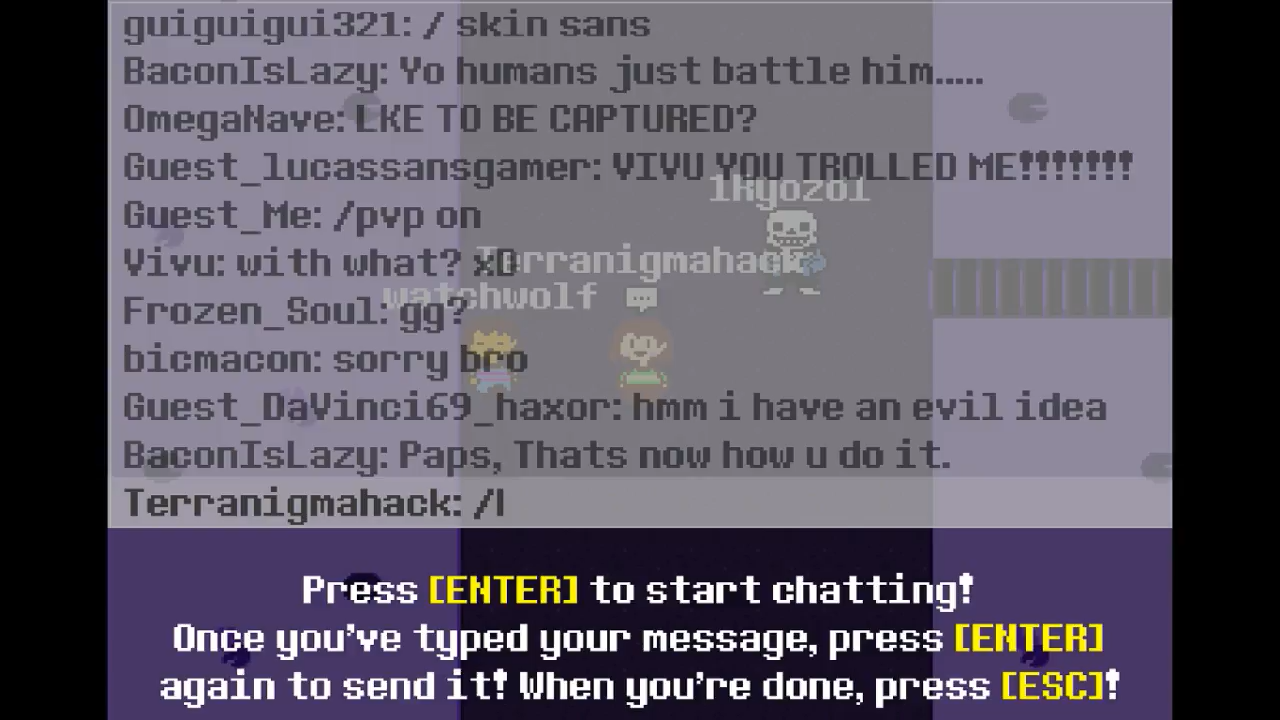 guiguigui321: / skin sans
BaconIsLazy: Yo humans just battle him.....
OmegaNave: LKE TO BE CAPTURED?
Guest_lucassansgamer: VIVU YOU TROLLED ME!!!!!!!
1kyozo1
Guest_Me: /pvp on
Vivu: with what? xD
Terranigmahack
watchwolf
Frozen_Soul: gg?
bicmacon: sorry bro
Guest_DaVinci69_haxor: hmm i have an evil idea
BaconIsLazy: Paps, Thats now how u do it.
Terranigmahack: /|
Press [ENTER] to start chatting!
Once you've typed your message, press [ENTER]
again to send it! When you're done, press [ESC]!